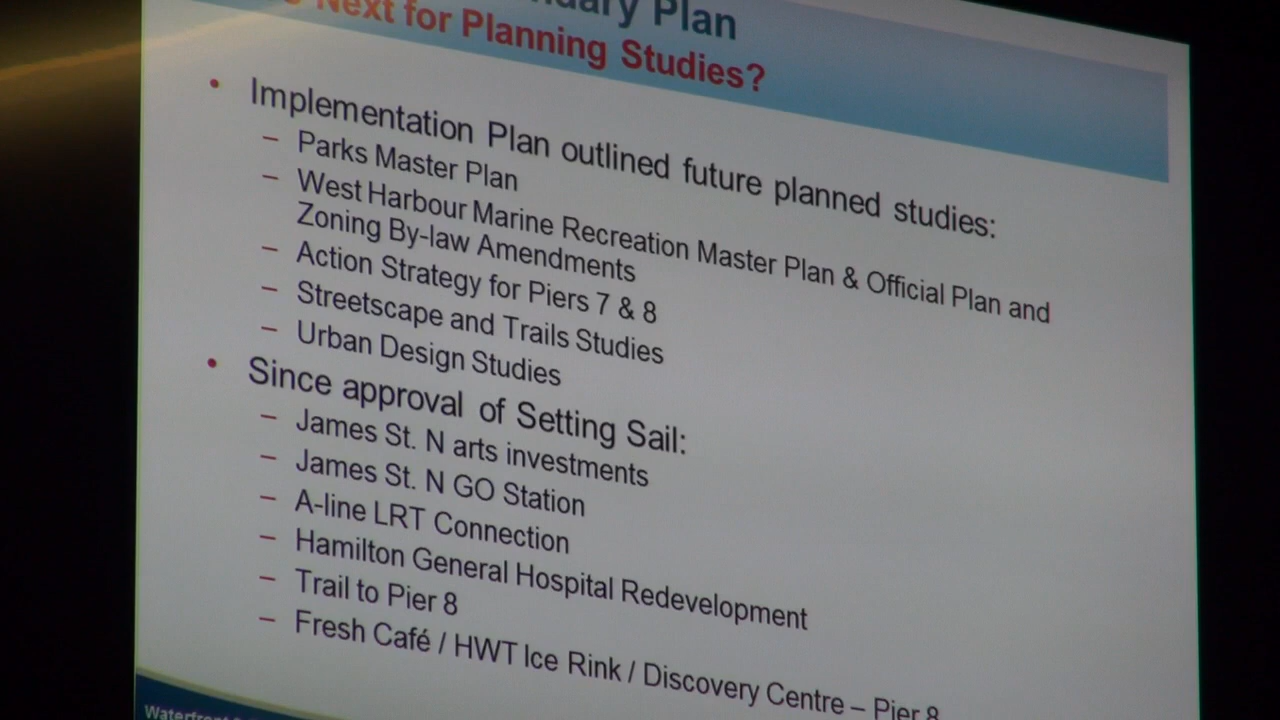 Plan
Next for Planning Studies?
• Implementation Plan outlined future planned studies:
– Parks Master Plan
– West Harbour Marine Recreation Master Plan & Official Plan and
Zoning By-law Amendments
– Action Strategy for Piers 7 & 8
– Streetscape and Trails Studies
– Urban Design Studies
• Since approval of Setting Sail:
– James St. N arts investments
– James St. N GO Station
– A-line LRT Connection
– Hamilton General Hospital Redevelopment
– Trail to Pier 8
– Fresh Café / HWT Ice Rink / Discovery Centre – Pier 8